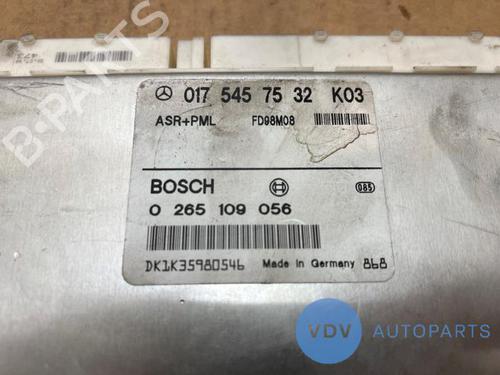 017 545 75 32 K03
ASR+PML FD98M08
BOSCH 085
0 265 109 056
DK1K35980546 Made in Germany 868
B-PARTS
VDV AUTOPARTS